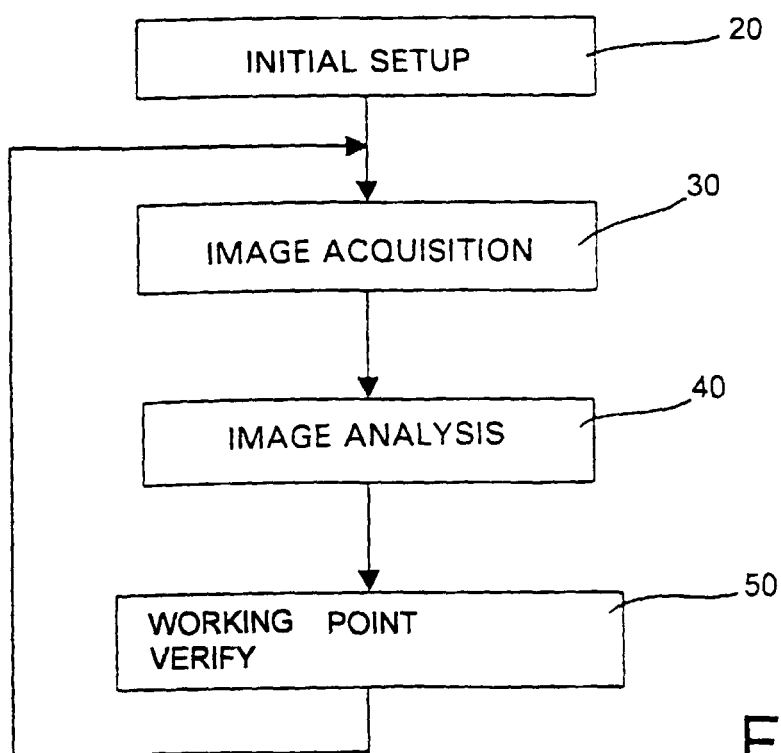 INITIAL SETUP
20
IMAGE ACQUISITION
30
IMAGE ANALYSIS
40
WORKING POINT
VERIFY
50